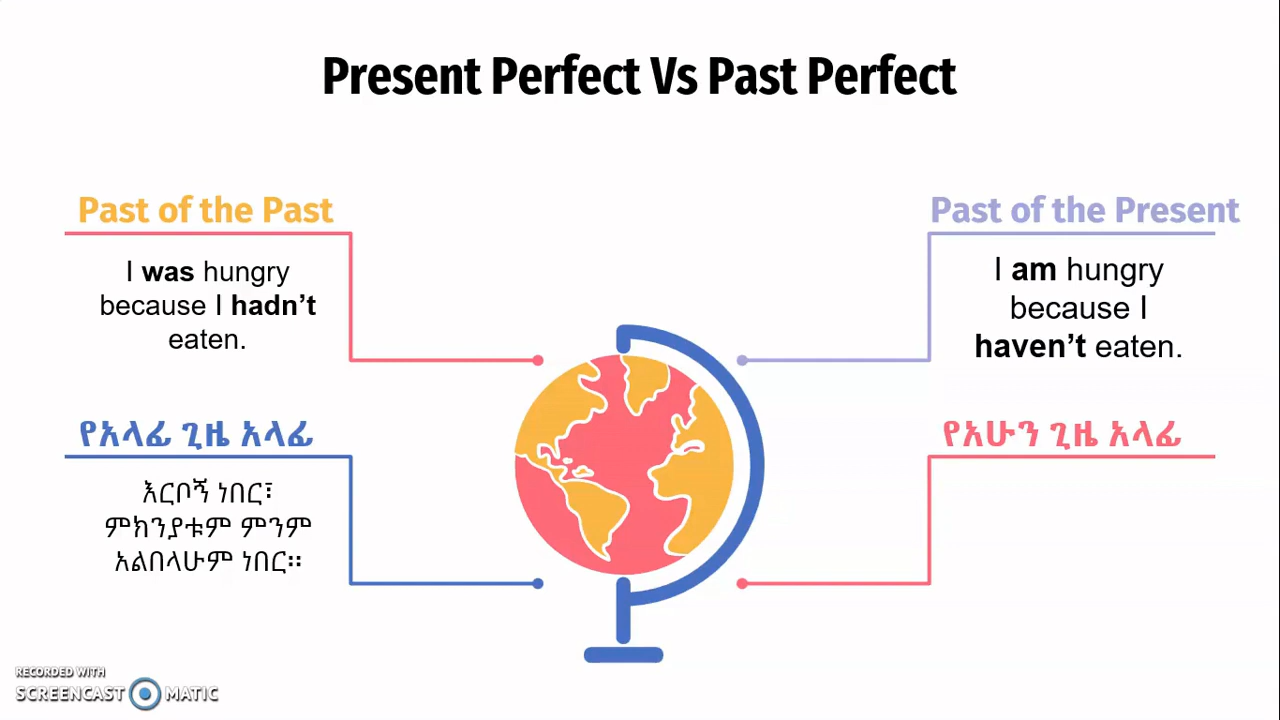 Present Perfect Vs Past Perfect
Past of the Past
I was hungry
because I hadn’t
eaten.
Past of the Present
I am hungry
because I
haven’t eaten.
የአላፊ ጊዜ አላፊ
እርቦኝ ነበር፣
ምክንያቱም ምንም
አልበላሁም ነበር፡፡
የአሁን ጊዜ አላፊ
RECORDED WITH
SCREENCAST MATIC